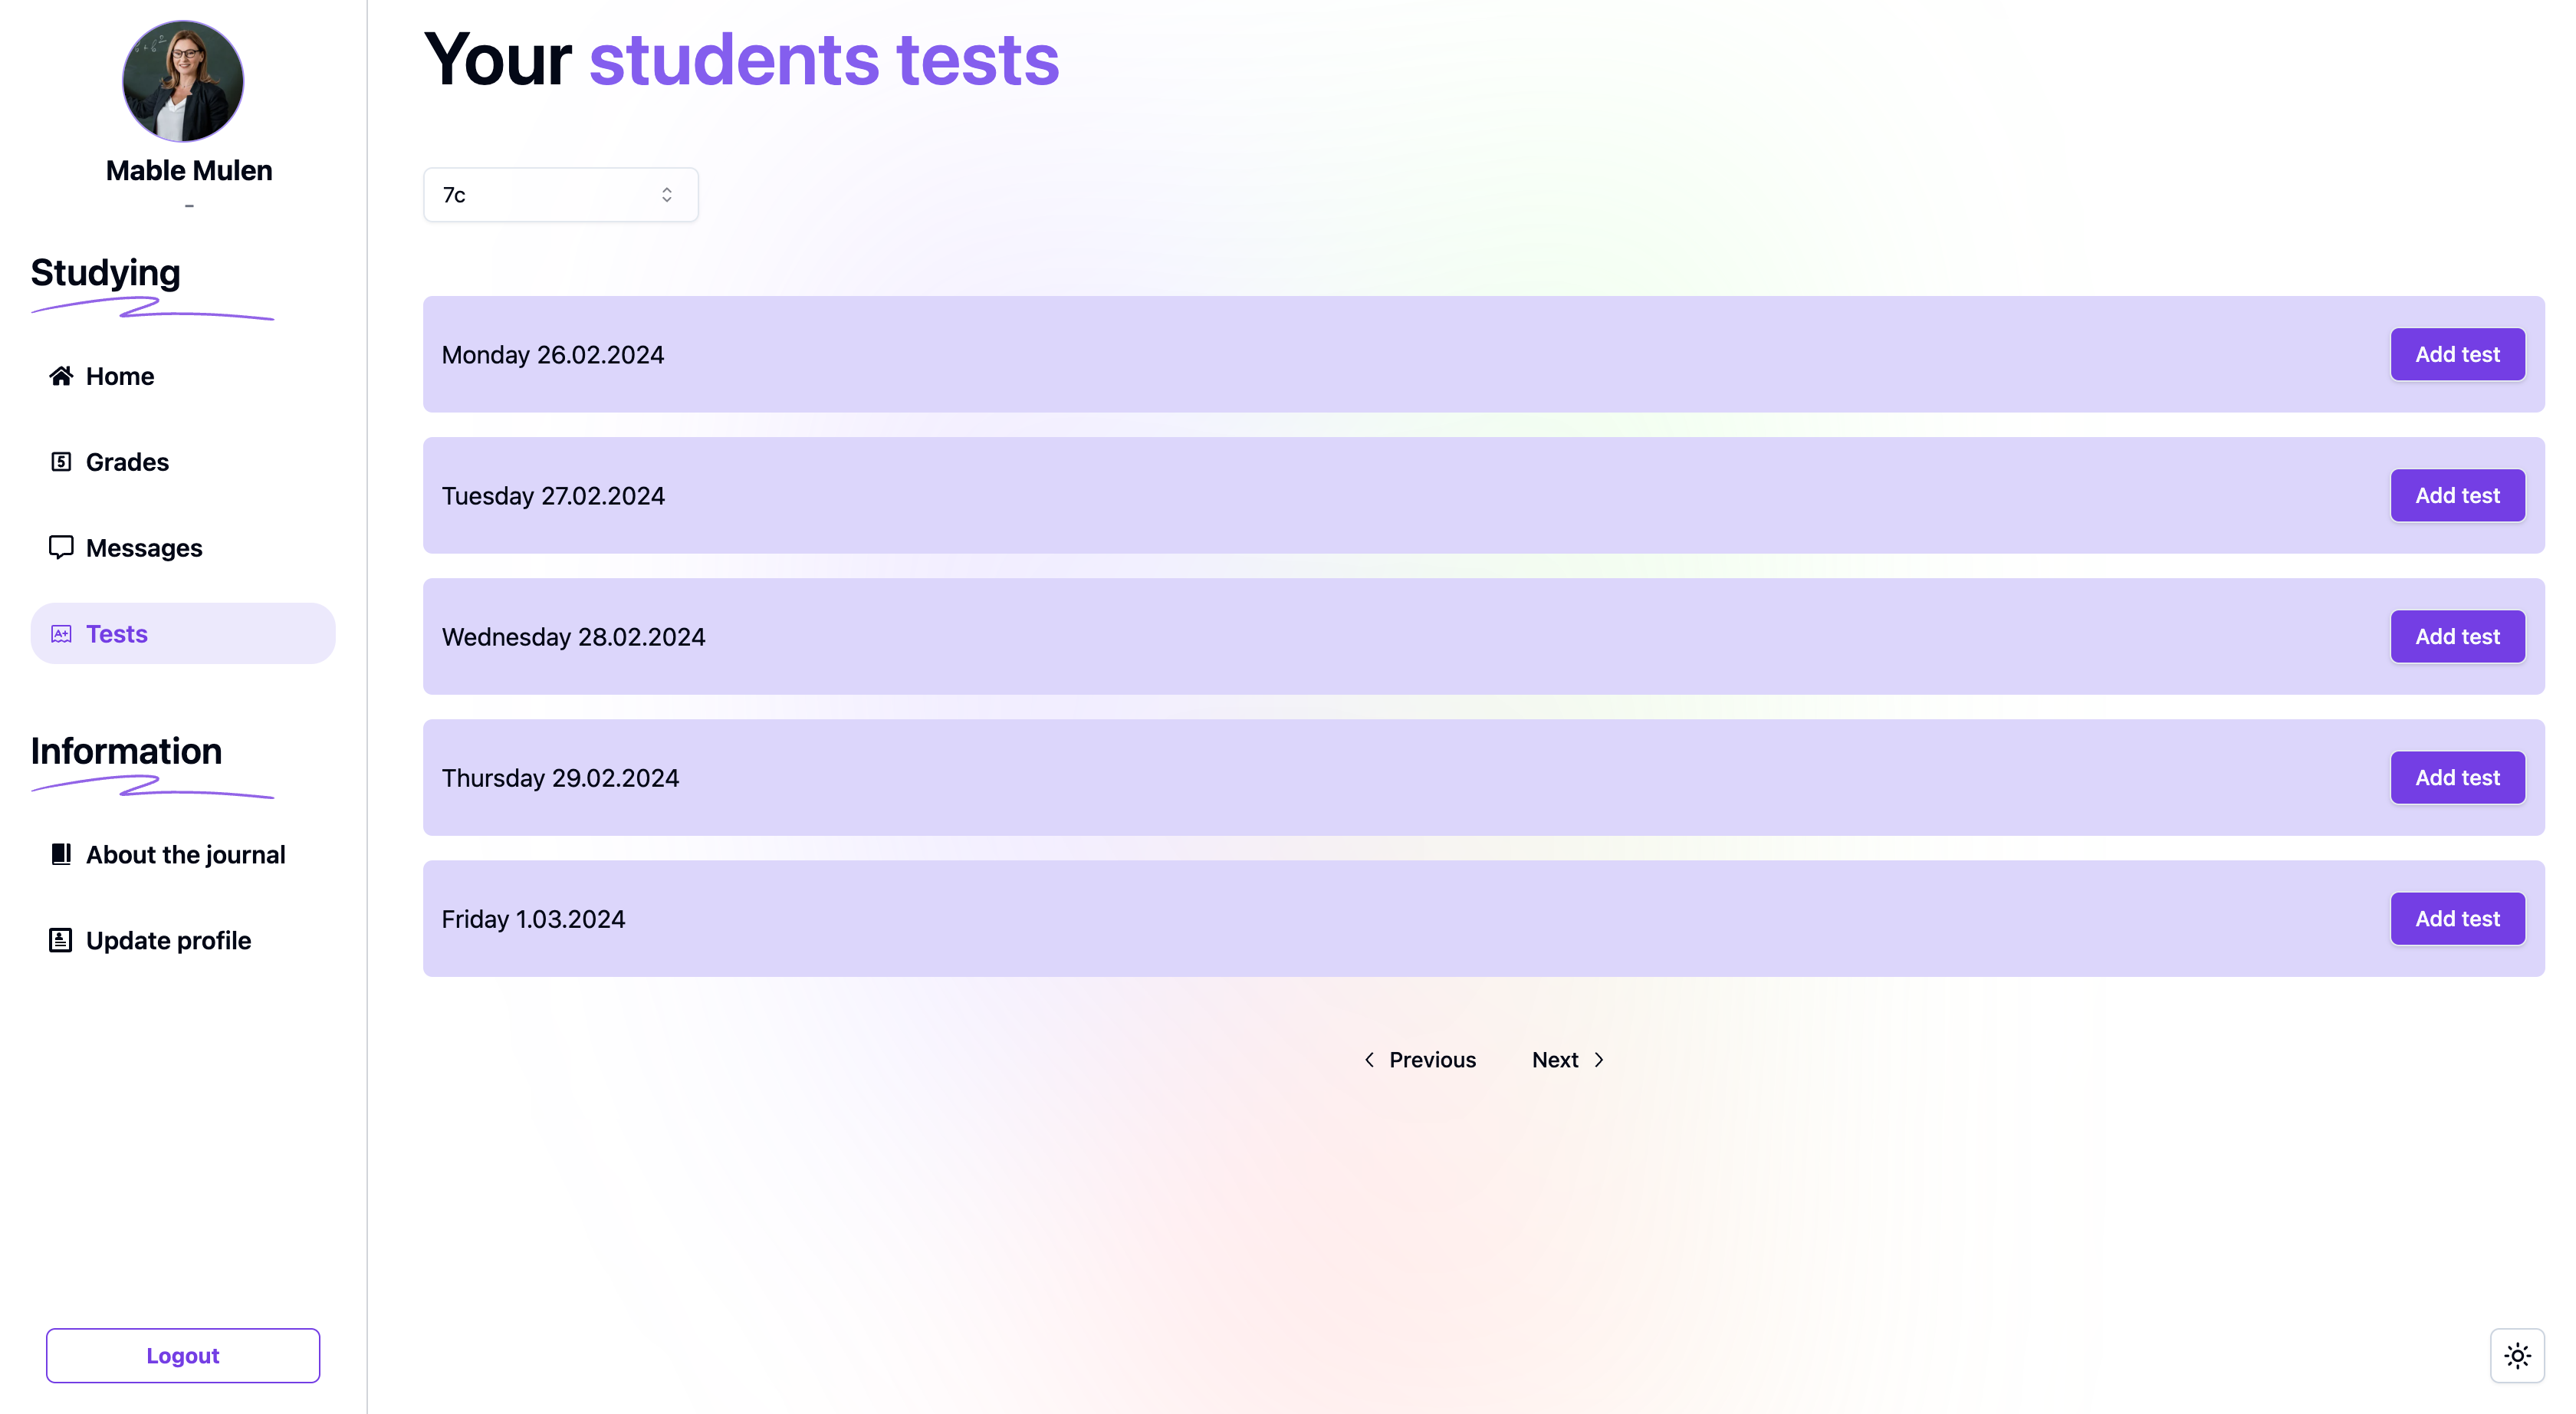 Mable Mulen
–
Studying
Home
Grades
Messages
Tests
Information
About the journal
Update profile
Logout
Your students tests
7c
Monday 26.02.2024
Add test
Tuesday 27.02.2024
Add test
Wednesday 28.02.2024
Add test
Thursday 29.02.2024
Add test
Friday 1.03.2024
Add test
Previous
Next